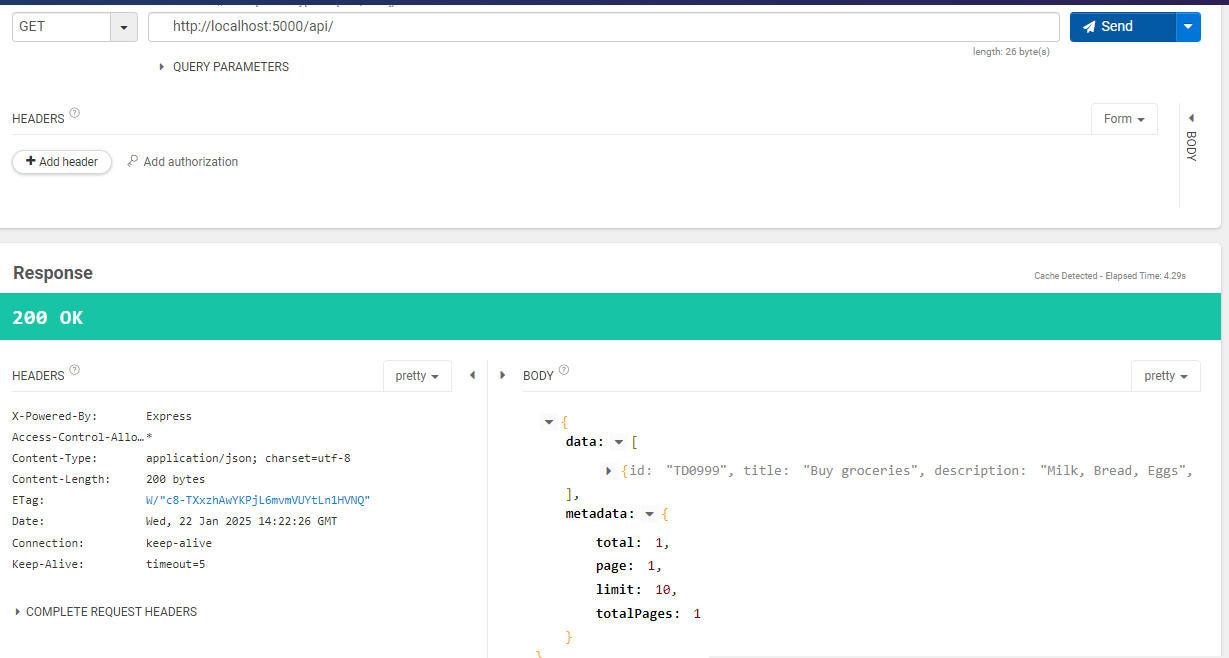 GET
http://localhost:5000/api/
Send
length: 26 byte(s)
QUERY PARAMETERS
HEADERS ?
Form
BODY
+ Add header
Add authorization
Response
Cache Detected - Elapsed Time: 4.29s
200 OK
HEADERS ?
pretty
BODY ?
pretty
X-Powered-By: Express
Access-Control-Allo… *
Content-Type: application/json; charset=utf-8
Content-Length: 200 bytes
ETag: W/"c8-TXxzhAwYKPjL6mvmVUYtLn1HVNQ"
Date: Wed, 22 Jan 2025 14:22:26 GMT
Connection: keep-alive
Keep-Alive: timeout=5
COMPLETE REQUEST HEADERS
{
data: [
{id: "TD0999", title: "Buy groceries", description: "Milk, Bread, Eggs",
],
metadata: {
total: 1,
page: 1,
limit: 10,
totalPages: 1
}
}